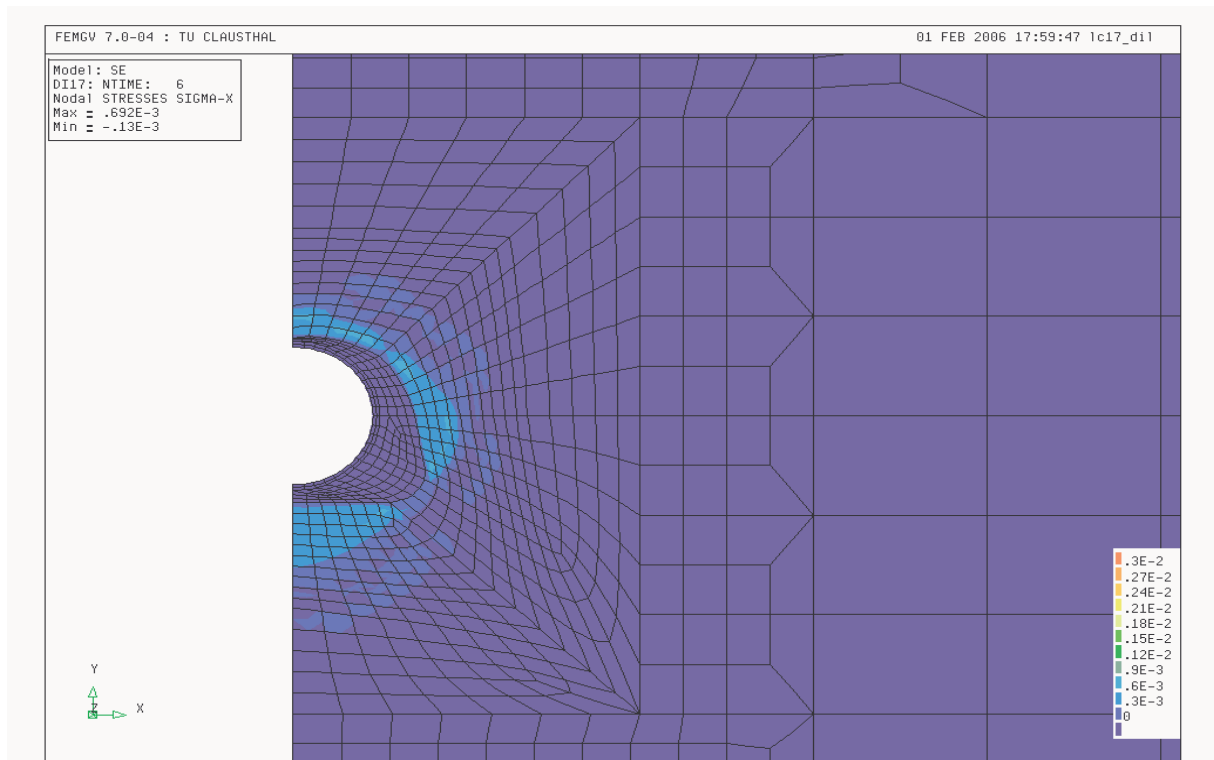 FEMGV 7.0-04 : TU CLAUSTHAL
01 FEB 2006 17:59:47 lc17_dil
Model: SE
DI17: NTIME: 6
Nodal STRESSES SIGMA-X
Max = .692E-3
Min = -.13E-3
.3E-2
.27E-2
.24E-2
.21E-2
.18E-2
.15E-2
.12E-2
.9E-3
.6E-3
.3E-3
0
Y
Z
X